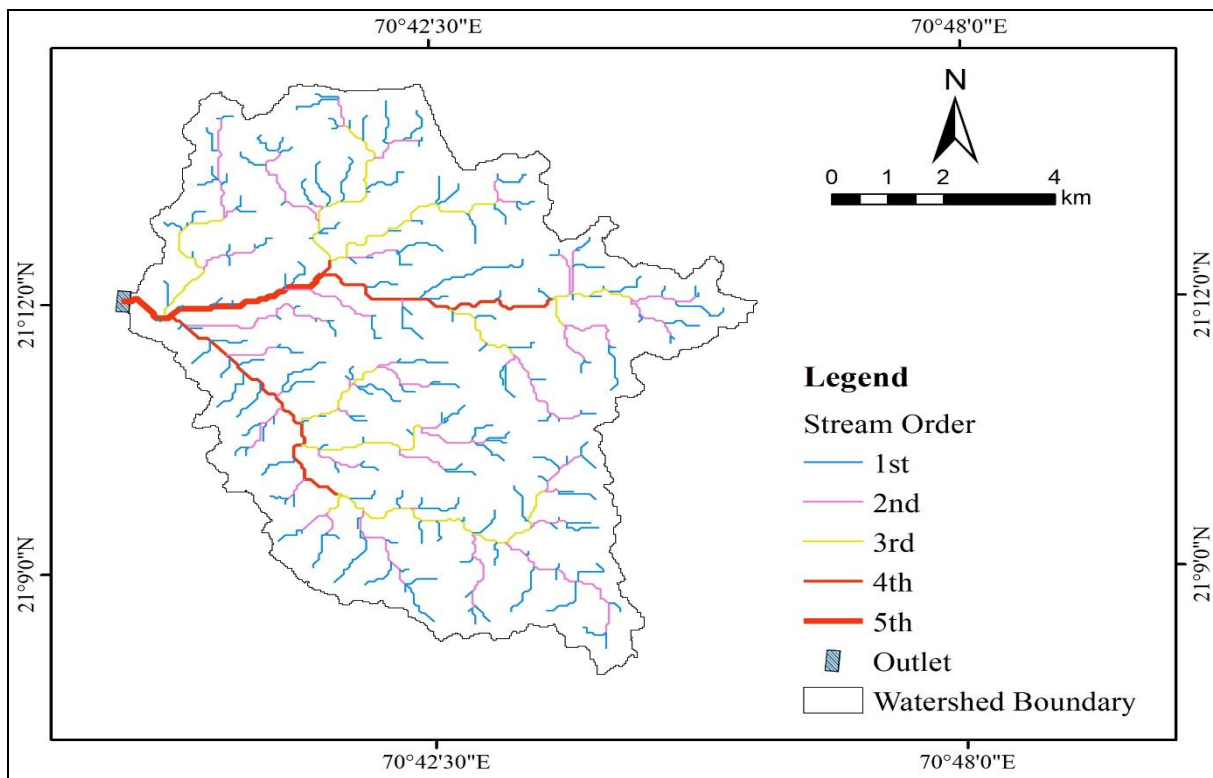 70°42'30"E
70°48'0"E
N
0 1 2 4
km
21°12'0"N
21°12'0"N
Legend
Stream Order
1st
2nd
3rd
4th
5th
Outlet
Watershed Boundary
21°9'0"N
21°9'0"N
70°42'30"E
70°48'0"E